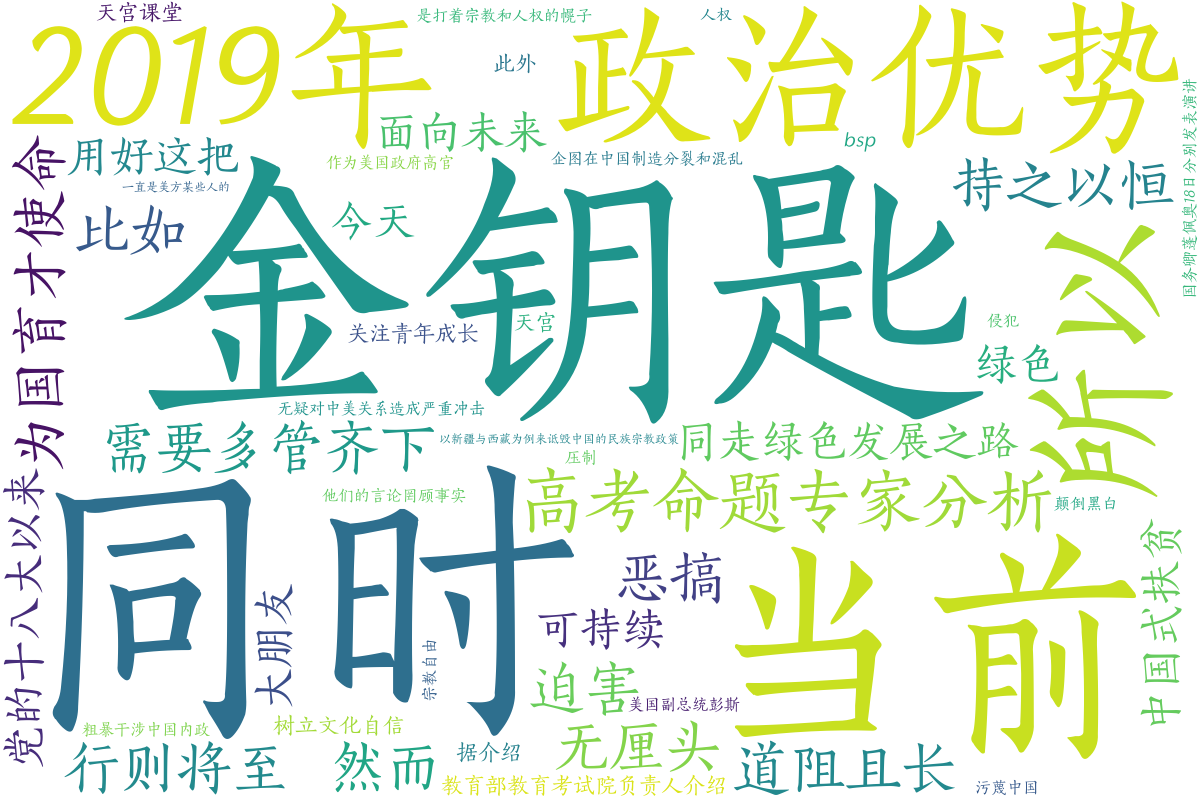 天宫课堂
是打着宗教和人权的幌子
人权
2019年
政治优势
此外
面向未来
bsp
国务卿蓬佩奥18日分别发表演讲
用好这把
作为美国政府高官
企图在中国制造分裂和混乱
持之以恒
一直是美方某些人的
党的十八大以来为国育才使命
比如
今天
金钥匙
所以
天宫
侵犯
关注青年成长
绿色
无疑对中美关系造成严重冲击
需要多管齐下
以新疆与西藏为例来诋毁中国的民族宗教政策
同走绿色发展之路
压制
他们的言论罔顾事实
高考命题专家分析
颠倒黑白
同时
恶搞
当前
中国式扶贫
大朋友
可持续
宗教自由
迫害
美国副总统彭斯
粗暴干涉中国内政
树立文化自信
无厘头
行则将至
然而
据介绍
道阻且长
教育部教育考试院负责人介绍
污蔑中国